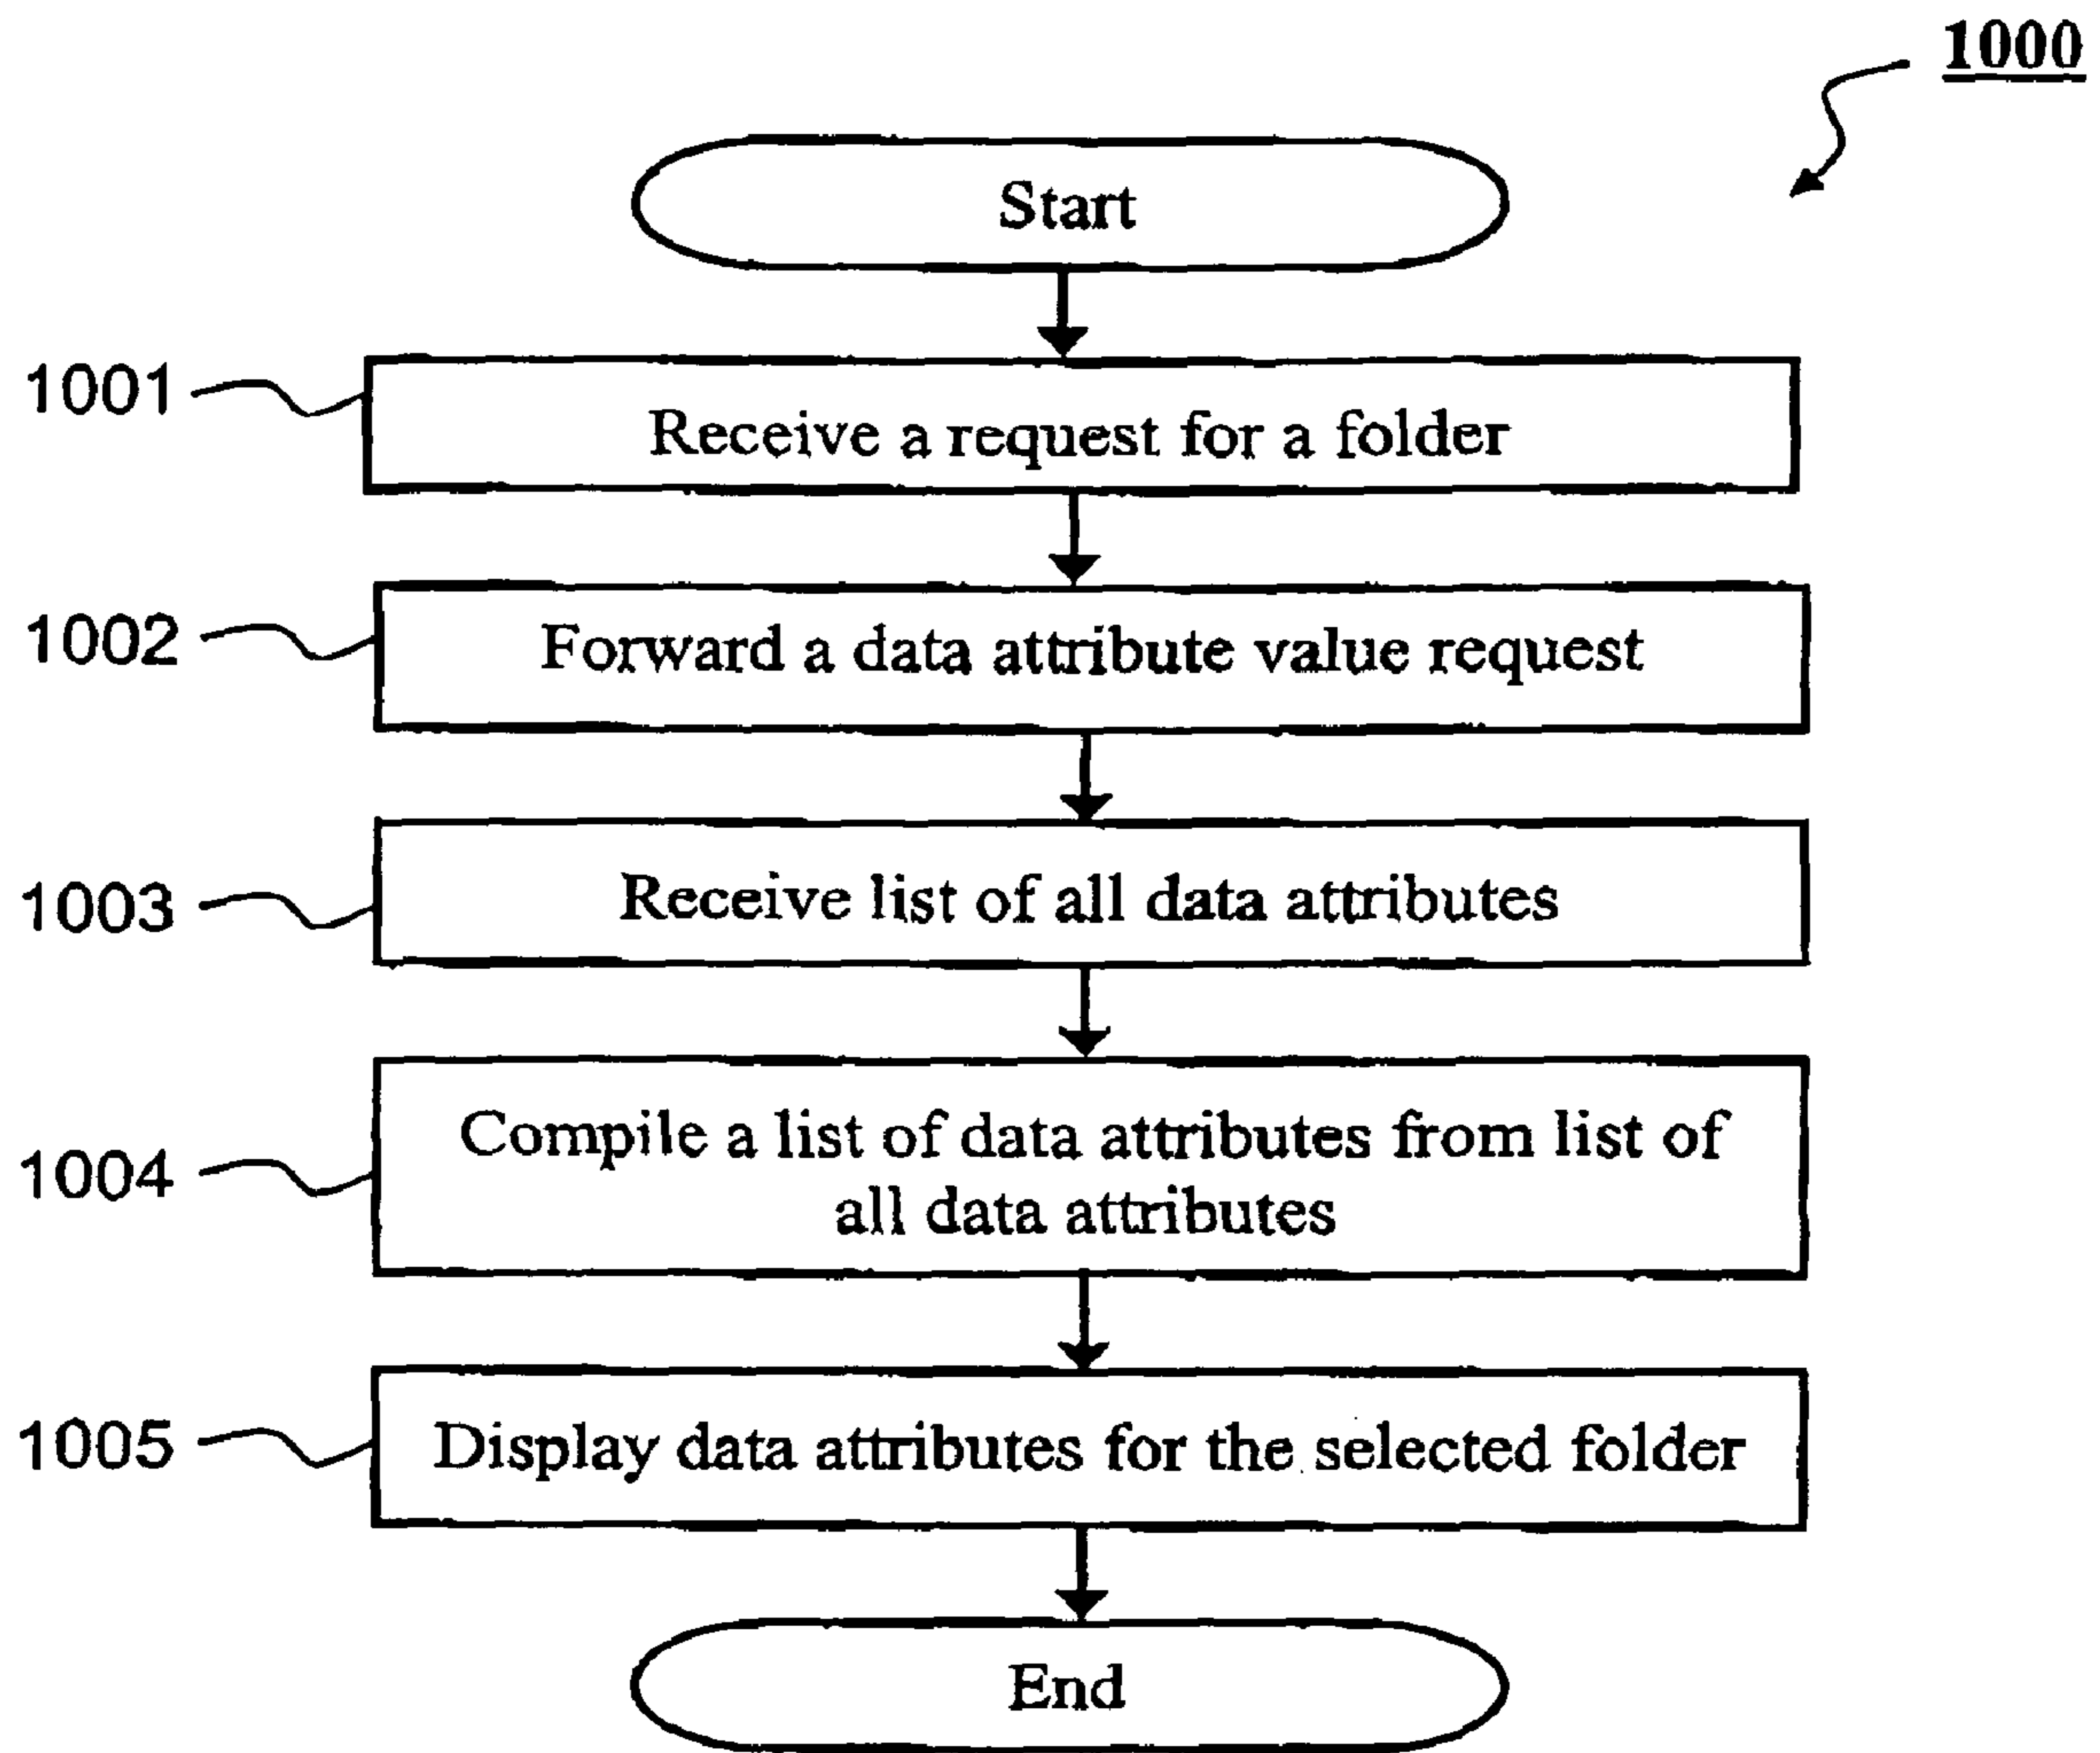 1000
Start
1001
Receive a request for a folder
1002
Forward a data attribute value request
1003
Receive list of all data attributes
1004
Compile a list of data attributes from list of
all data attributes
1005
Display data attributes for the selected folder
End